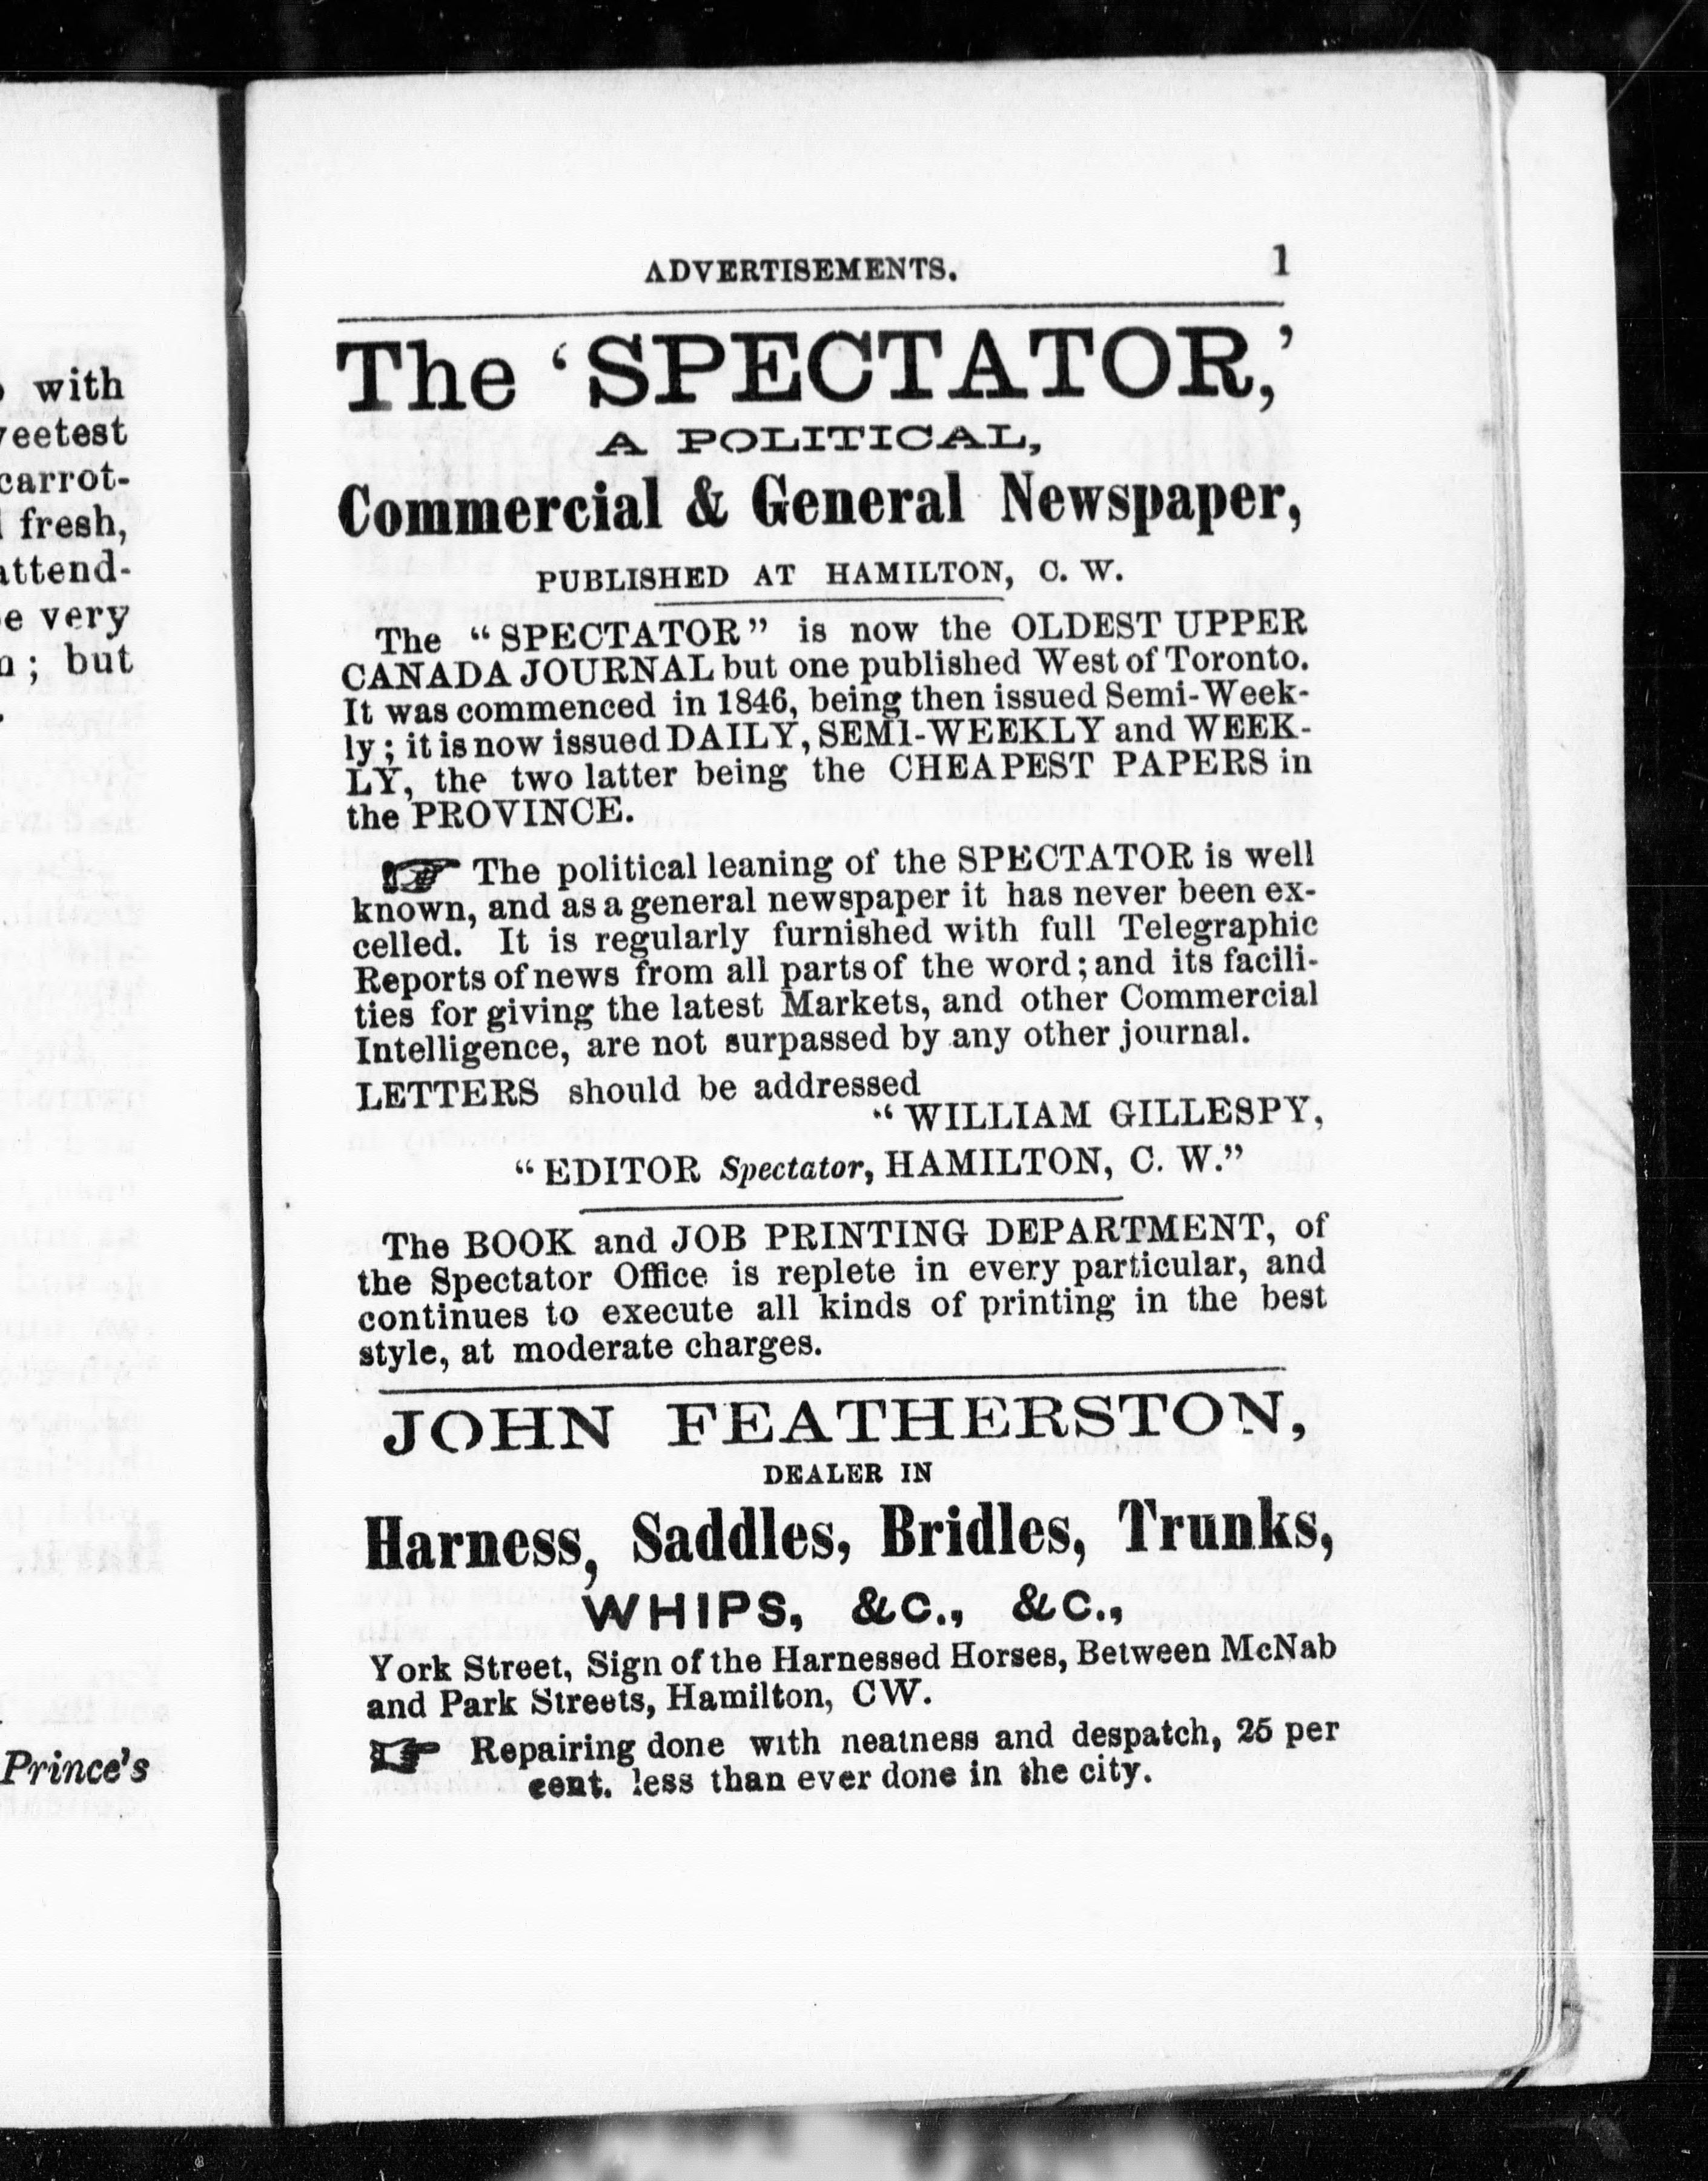 with
carrot-
fresh,
attend-
very
; but
Prince's
ADVERTISEMENTS. 1
The ‘SPECTATOR,’
A POLITICAL,
Commercial & General Newspaper,
PUBLISHED AT HAMILTON, C. W.
The “SPECTATOR” is now the OLDEST UPPER
CANADA JOURNAL but one published West of Toronto.
It was commenced in 1846, being then issued Semi-Week-
ly; it is now issued DAILY, SEMI-WEEKLY and WEEK-
LY, the two latter being the CHEAPEST PAPERS in
the PROVINCE.
☞ The political leaning of the SPECTATOR is well
known, and as a general newspaper it has never been ex-
celled. It is regularly furnished with full Telegraphic
Reports of news from all parts of the word; and its facili-
ties for giving the latest Markets, and other Commercial
Intelligence, are not surpassed by any other journal.
LETTERS should be addressed
“WILLIAM GILLESPY,
“EDITOR Spectator, HAMILTON, C. W.”
The BOOK and JOB PRINTING DEPARTMENT, of
the Spectator Office is replete in every particular, and
continues to execute all kinds of printing in the best
style, at moderate charges.
JOHN FEATHERSTON,
DEALER IN
Harness, Saddles, Bridles, Trunks,
WHIPS, &C., &C.,
York Street, Sign of the Harnessed Horses, Between McNab
and Park Streets, Hamilton, CW.
☞ Repairing done with neatness and despatch, 25 per
cent. less than ever done in the city.